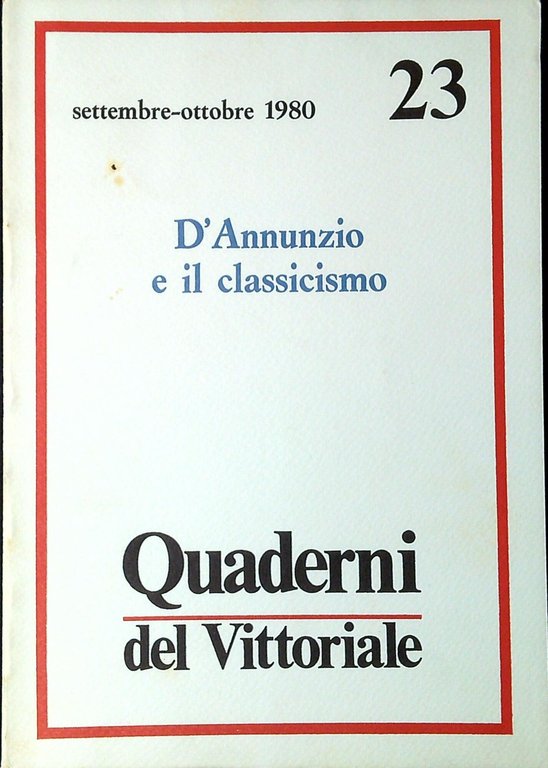 settembre-ottobre 1980 23
D'Annunzio
e il classicismo
Quaderni
del Vittoriale